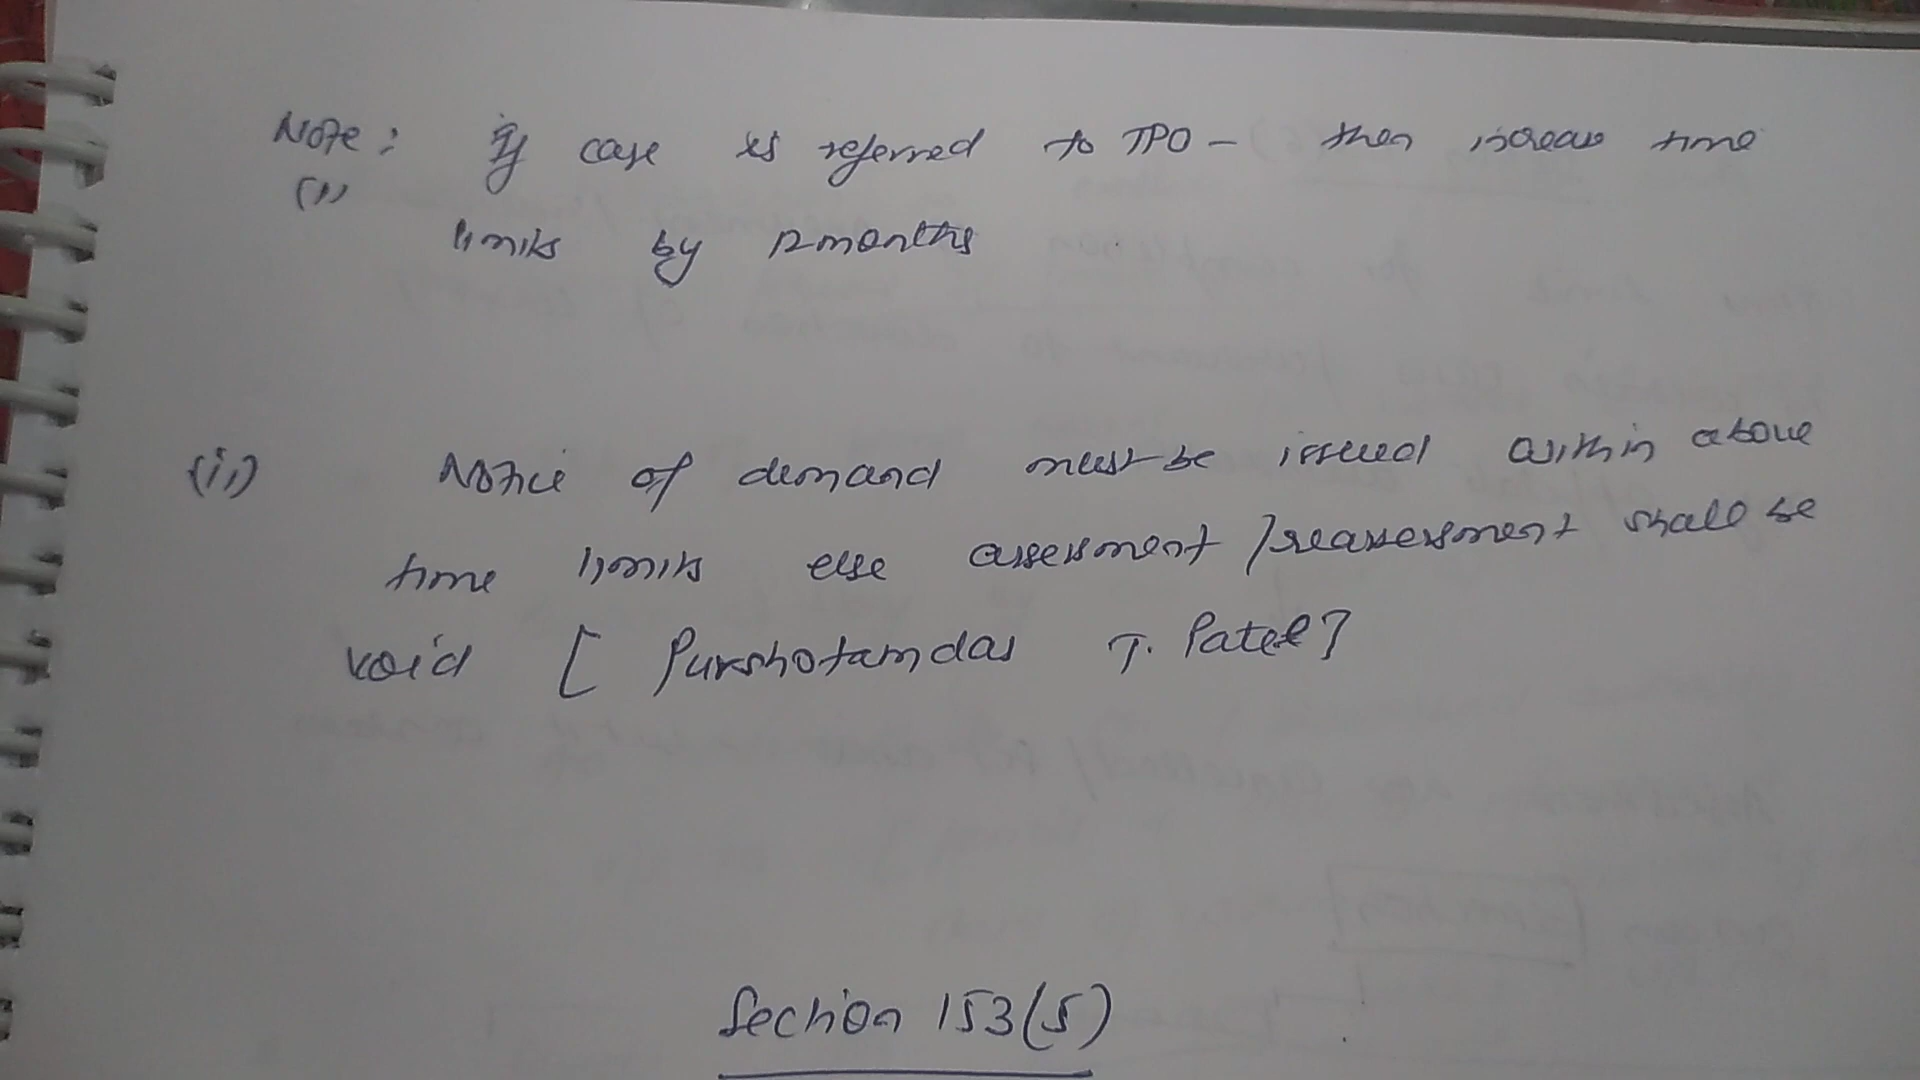 Note: If case is referred to TPO - then increase time
(i)
limits by 12 months
(ii) Notice of demand must be issued within above
time limits else assessment / reassessment shall be
void [ Purshotamdas T. Patel ]
Section 153(5)